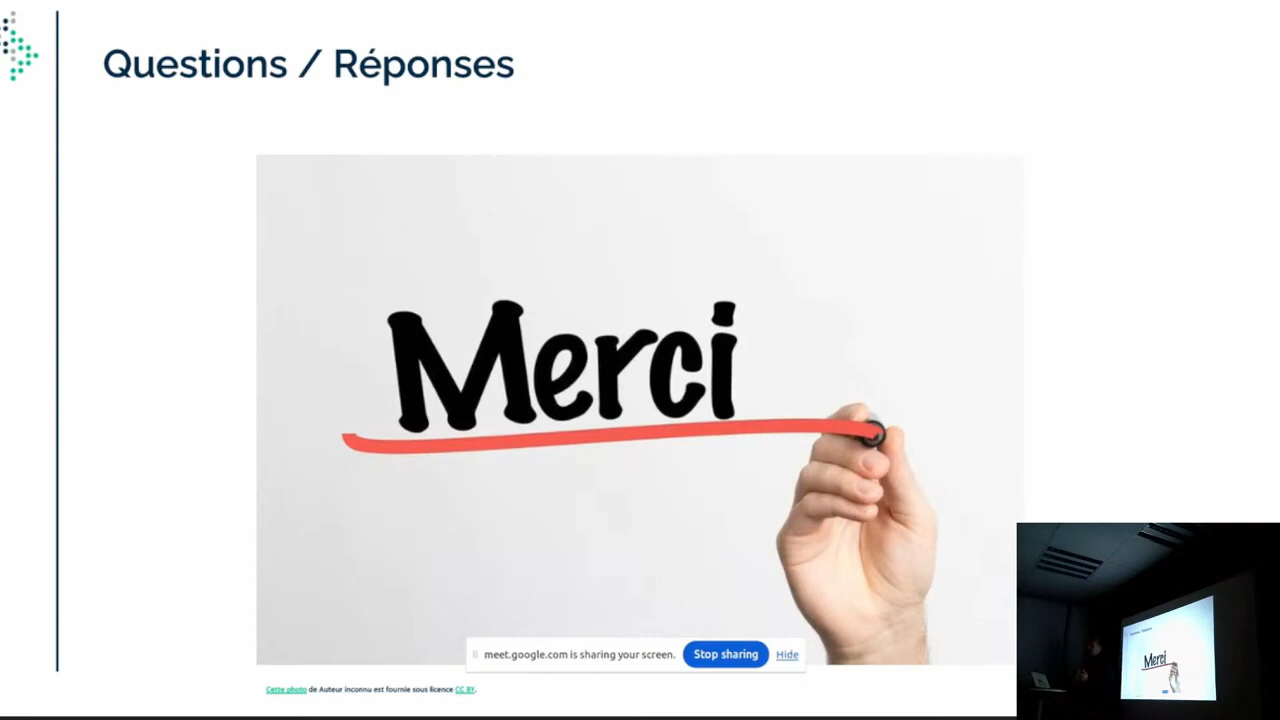 Questions / Réponses
Merci
meet.google.com is sharing your screen. Stop sharing Hide
Cette photo de Auteur inconnu est fournie sous licence CC BY.
Merci